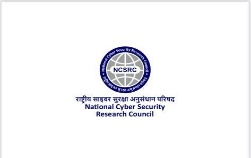 NCSRC
राष्ट्रीय साइबर सुरक्षा अनुसंधान परिषद
National Cyber Security
Research Council